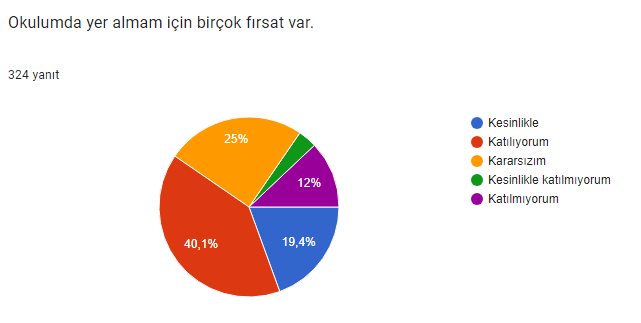 Okulumda yer almam için birçok fırsat var.
324 yanıt
25%
12%
40,1%
19,4%
Kesinlikle
Katılıyorum
Kararsızım
Kesinlikle katılmıyorum
Katılmıyorum